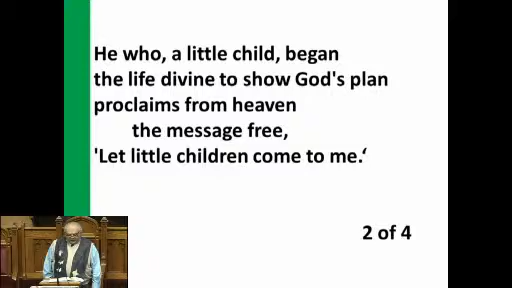 He who, a little child, began
the life divine to show God's plan
proclaims from heaven
the message free,
'Let little children come to me.‘
2 of 4